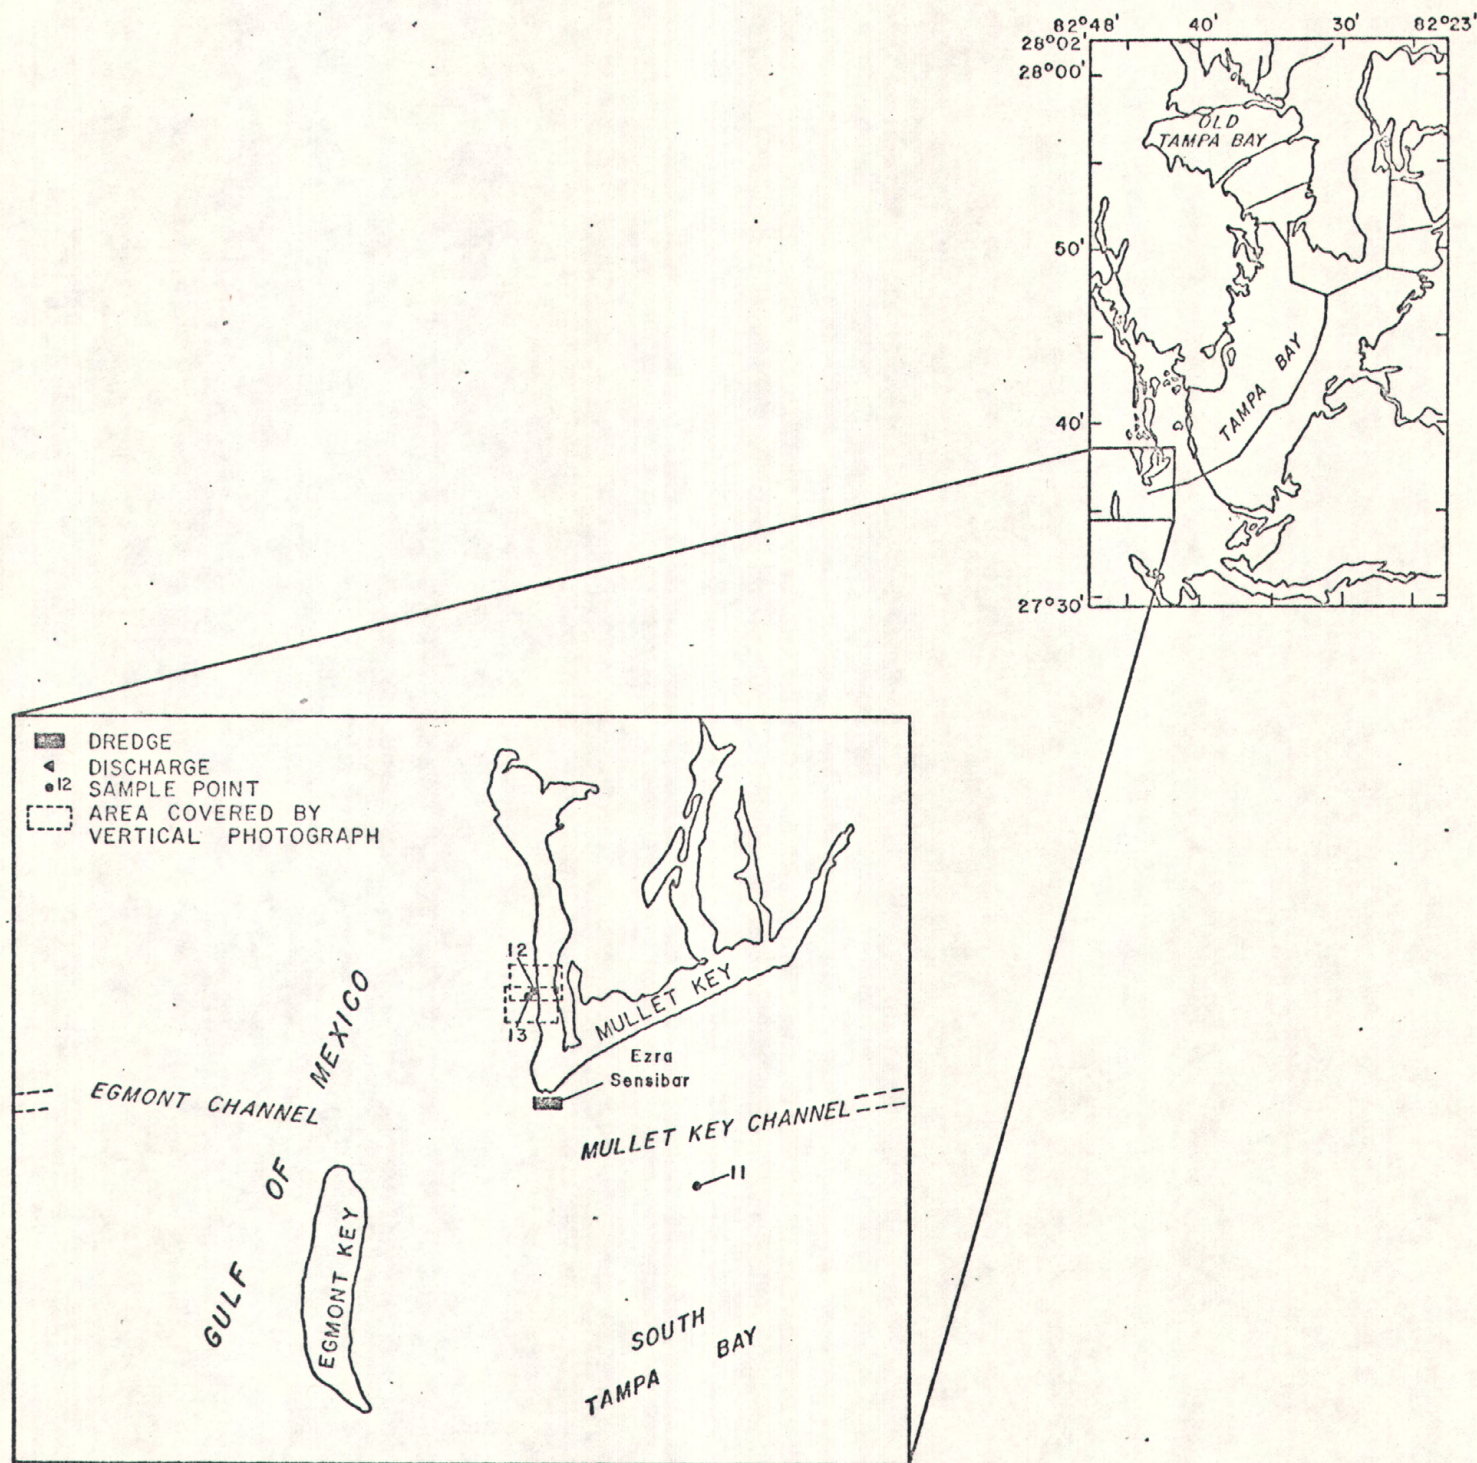 82°48'
40'
30'
82°23'
28°02'
28°00'
OLD
TAMPA BAY
50'
TAMPA BAY
40'
27°30'
DREDGE
DISCHARGE
12 SAMPLE POINT
AREA COVERED BY
VERTICAL PHOTOGRAPH
12
13
MULLET KEY
Ezra
Sensibar
GULF OF MEXICO
EGMONT CHANNEL
MULLET KEY CHANNEL
11
EGMONT KEY
SOUTH
TAMPA BAY